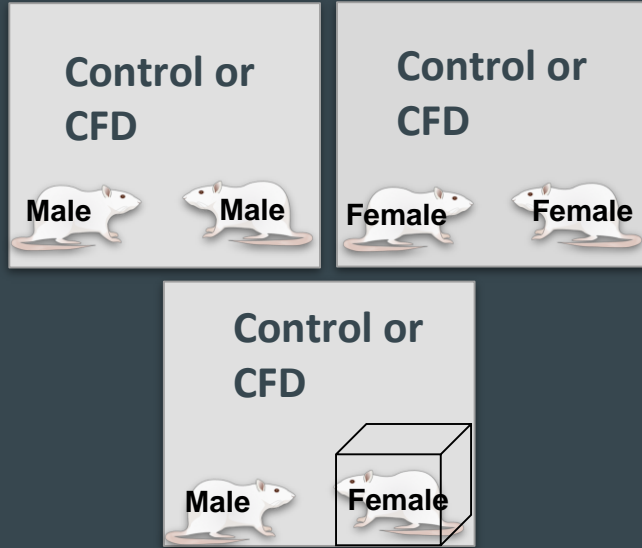 Control or
CFD
Male Male
Control or
CFD
Female Female
Control or
CFD
Male Female